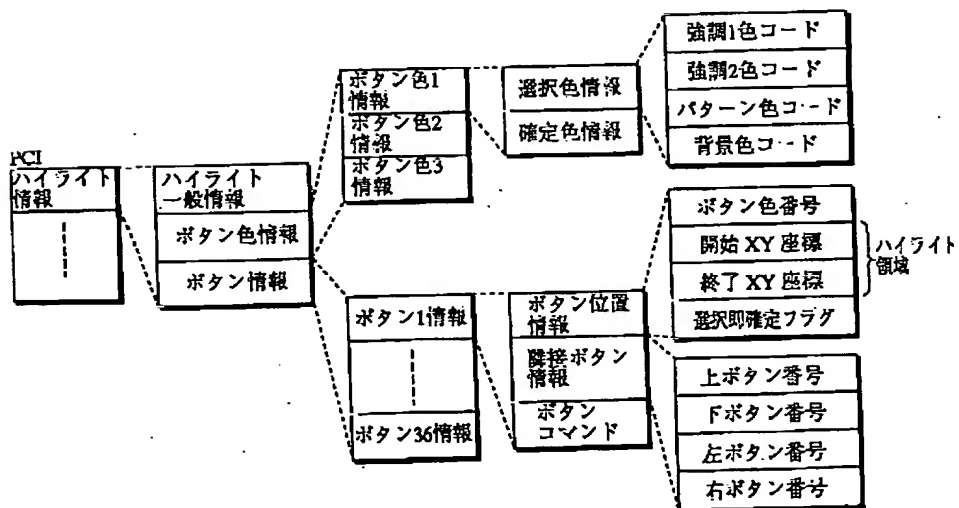 PCI
ハイライト
情報
ハイライト
一般情報
ボタン色情報
ボタン情報
ボタン色1
情報
ボタン色2
情報
ボタン色3
情報
選択色情報
確定色情報
強調1色コード
強調2色コード
パターン色コード
背景色コード
ボタン1情報
ボタン36情報
ボタン位置
情報
隣接ボタン
情報
ボタン
コマンド
ボタン色番号
開始 XY 座標
終了 XY 座標
選択即確定フラグ
ハイライト
領域
上ボタン番号
下ボタン番号
左ボタン番号
右ボタン番号